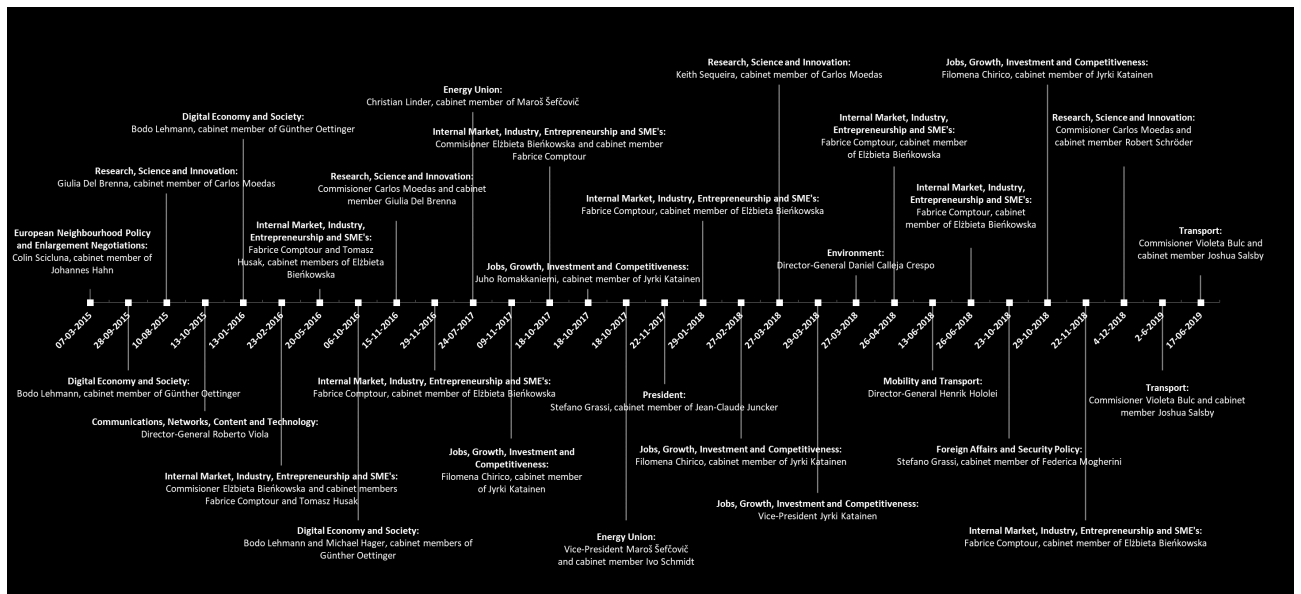 Research, Science and Innovation:
Keith Sequeira, cabinet member of Carlos Moedas
Jobs, Growth, Investment and Competitiveness:
Filomena Chirico, cabinet member of Jyrki Katainen
Energy Union:
Christian Linder, cabinet member of Maroš Šefčovič
Digital Economy and Society:
Bodo Lehmann, cabinet member of Günther Oettinger
Internal Market, Industry, Entrepreneurship and SME's:
Commisioner Elżbieta Bieńkowska and cabinet member
Fabrice Comptour
Internal Market, Industry,
Entrepreneurship and SME's:
Fabrice Comptour, cabinet member
of Elżbieta Bieńkowska
Research, Science and Innovation:
Commisioner Carlos Moedas and
cabinet member Robert Schröder
Research, Science and Innovation:
Giulia Del Brenna, cabinet member of Carlos Moedas
Research, Science and Innovation:
Commisioner Carlos Moedas and cabinet
member Giulia Del Brenna
Internal Market, Industry, Entrepreneurship and SME's:
Fabrice Comptour, cabinet member of Elżbieta Bieńkowska
Internal Market, Industry,
Entrepreneurship and SME's:
Fabrice Comptour, cabinet
member of Elżbieta Bieńkowska
European Neighbourhood Policy
and Enlargement Negotiations:
Colin Scicluna, cabinet member of
Johannes Hahn
Internal Market, Industry,
Entrepreneurship and SME's:
Fabrice Comptour and Tomasz
Husak, cabinet members of Elżbieta
Bieńkowska
Jobs, Growth, Investment and Competitiveness:
Juho Romakkaniemi, cabinet member of Jyrki Katainen
Environment:
Director-General Daniel Calleja Crespo
Transport:
Commisioner Violeta Bulc and
cabinet member Joshua Salsby
07-03-2015
28-09-2015
10-08-2015
13-10-2015
13-01-2016
23-02-2016
20-05-2016
06-10-2016
15-11-2016
29-11-2016
24-07-2017
09-11-2017
18-10-2017
18-10-2017
18-10-2017
22-11-2017
29-01-2018
27-02-2018
27-03-2018
29-03-2018
27-03-2018
26-04-2018
13-06-2018
26-06-2018
23-10-2018
29-10-2018
22-11-2018
4-12-2018
2-6-2019
17-06-2019
Digital Economy and Society:
Bodo Lehmann, cabinet member of Günther Oettinger
Communications, Networks, Content and Technology:
Director-General Roberto Viola
Internal Market, Industry, Entrepreneurship and SME's:
Commisioner Elżbieta Bieńkowska and cabinet members
Fabrice Comptour and Tomasz Husak
Digital Economy and Society:
Bodo Lehmann and Michael Hager, cabinet members of
Günther Oettinger
Internal Market, Industry, Entrepreneurship and SME's:
Fabrice Comptour, cabinet member of Elżbieta Bieńkowska
Jobs, Growth, Investment and
Competitiveness:
Filomena Chirico, cabinet member
of Jyrki Katainen
Energy Union:
Vice-President Maroš Šefčovič
and cabinet member Ivo Schmidt
President:
Stefano Grassi, cabinet member of Jean-Claude Juncker
Jobs, Growth, Investment and Competitiveness:
Filomena Chirico, cabinet member of Jyrki Katainen
Jobs, Growth, Investment and Competitiveness:
Vice-President Jyrki Katainen
Mobility and Transport:
Director-General Henrik Hololei
Foreign Affairs and Security Policy:
Stefano Grassi, cabinet member of Federica Mogherini
Internal Market, Industry, Entrepreneurship and SME's:
Fabrice Comptour, cabinet member of Elżbieta Bieńkowska
Transport:
Commisioner Violeta Bulc and cabinet
member Joshua Salsby